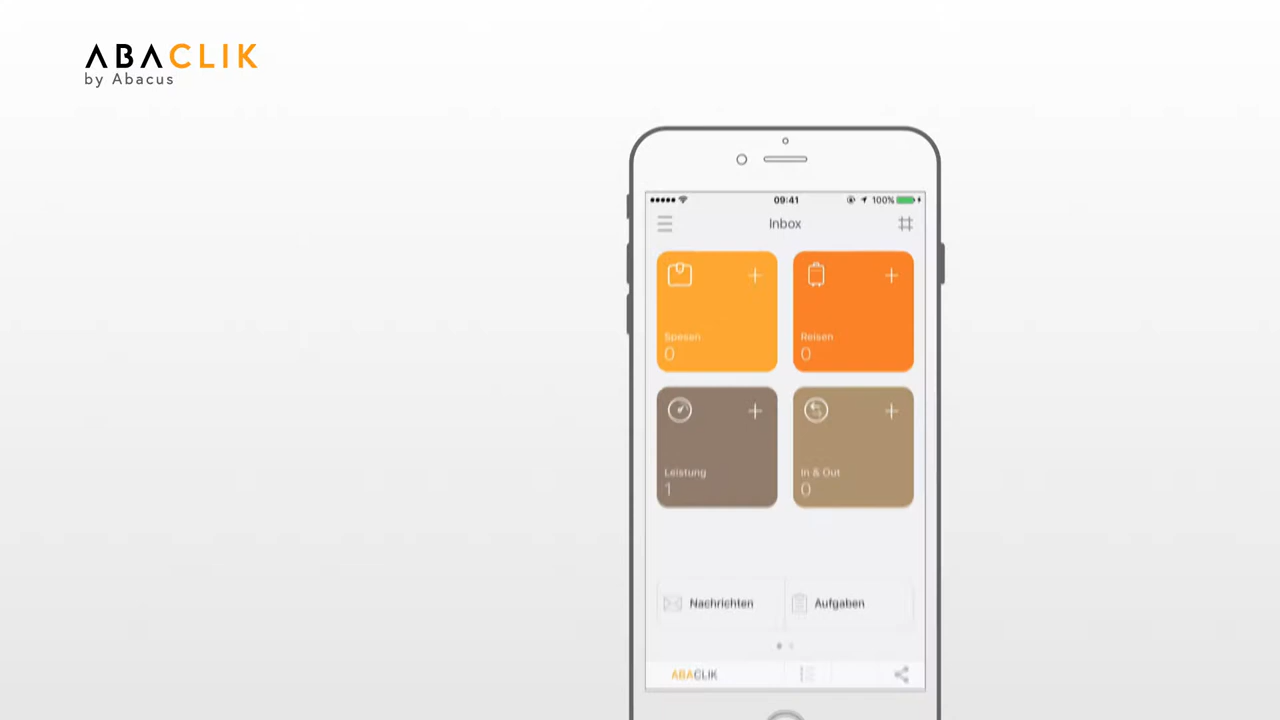 ABACLIK
by Abacus
09:41
100%
Inbox
Spesen
0
Reisen
0
Leistung
1
In & Out
0
Nachrichten
Aufgaben
ABACLIK